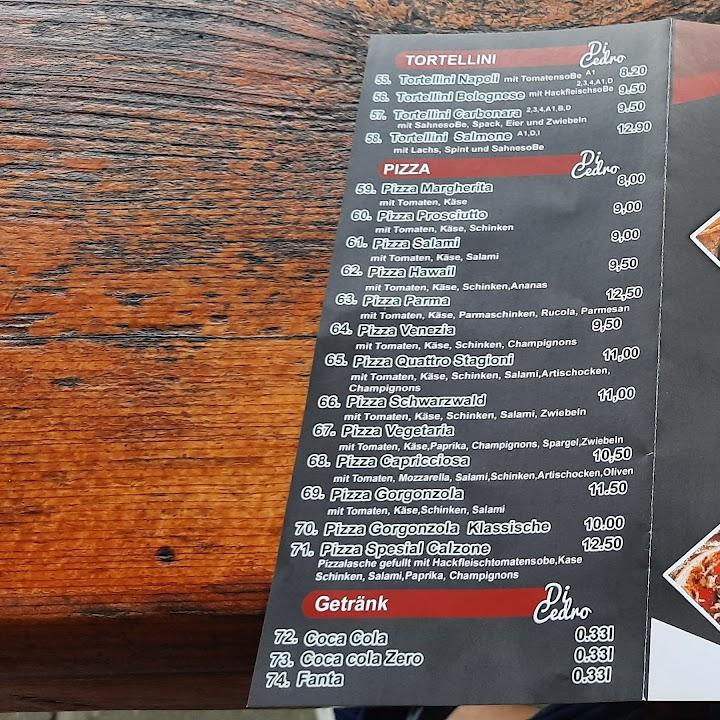 TORTELLINI Di Cedro
55. Tortellini Napoli mit Tomatensoße A1 8.20
56. Tortellini Bolognese mit Hackfleischsoße 2,3,4,A1,D 9.50
57. Tortellini Carbonara 2,3,4,A1,B,D 9.50
mit Sahnesoße, Spack, Eier und Zwiebeln
58. Tortellini Salmone A1,D,I 12.90
mit Lachs, Spint und Sahnesoße
PIZZA Di Cedro
59. Pizza Margherita 8,00
mit Tomaten, Käse
60. Pizza Prosciutto 9,00
mit Tomaten, Käse, Schinken
61. Pizza Salami 9,00
mit Tomaten, Käse, Salami
62. Pizza Hawaii 9,50
mit Tomaten, Käse, Schinken,Ananas
63. Pizza Parma 12,50
mit Tomaten, Käse, Parmaschinken, Rucola, Parmesan
64. Pizza Venezia 9,50
mit Tomaten, Käse, Schinken, Champignons
65. Pizza Quattro Stagioni 11,00
mit Tomaten, Käse, Schinken, Salami,Artischocken,
Champignons
66. Pizza Schwarzwald 11,00
mit Tomaten, Käse, Schinken, Salami, Zwiebeln
67. Pizza Vegetaria
mit Tomaten, Käse,Paprika, Champignons, Spargel,Zwiebeln
68. Pizza Capricciosa 10,50
mit Tomaten, Mozzarella, Salami,Schinken,Artischocken,Oliven
69. Pizza Gorgonzola 11.50
mit Tomaten, Käse,Schinken, Salami
70. Pizza Gorgonzola Klassische 10.00
71. Pizza Spesial Calzone 12.50
Pizzalasche gefullt mit Hackfleischtomatensobe,Kase
Schinken, Salami,Paprika, Champignons
Getränk Di Cedro
72. Coca Cola 0.33l
73. Coca cola Zero 0.33l
74. Fanta 0.33l